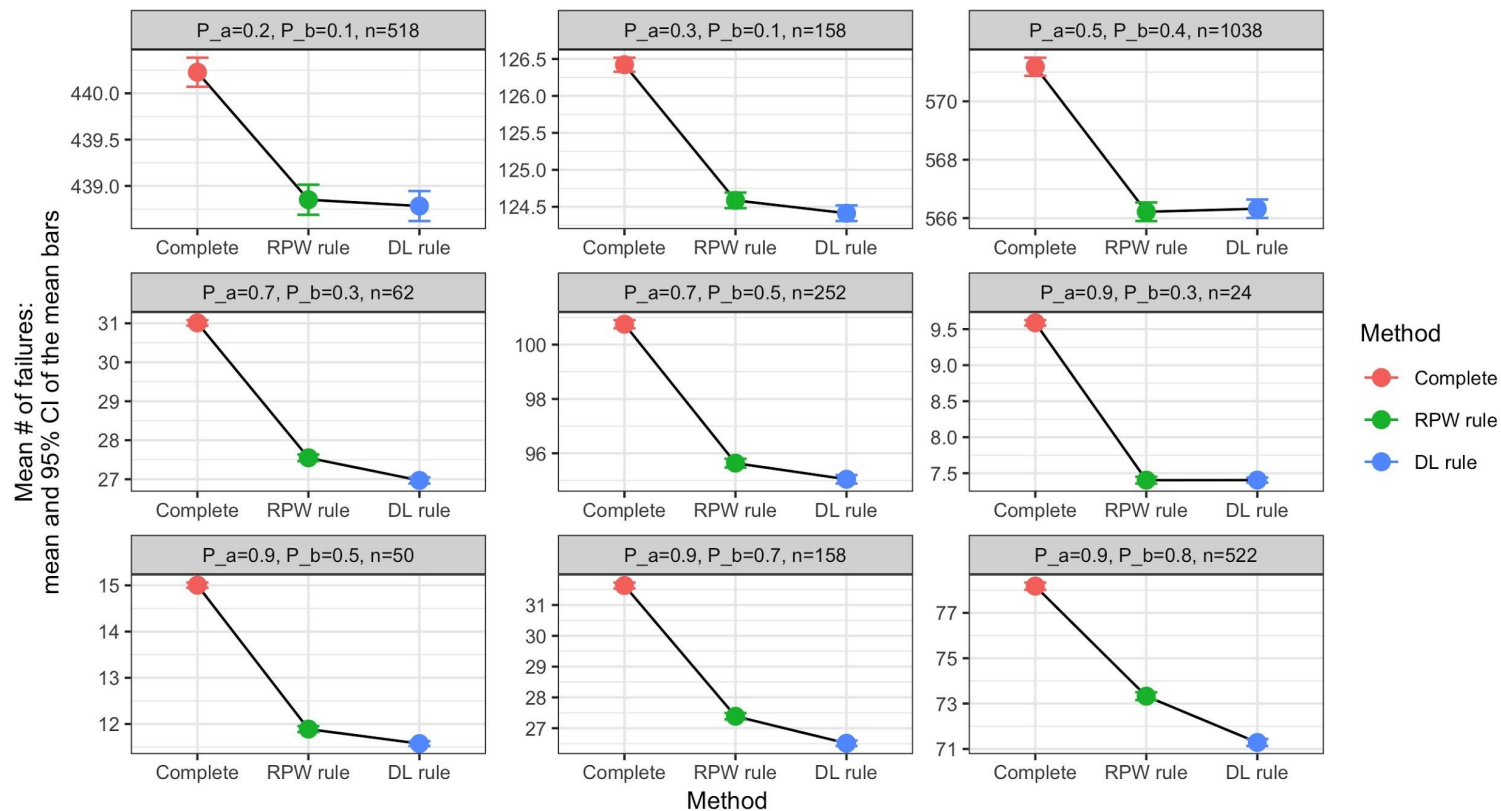 P_a=0.2, P_b=0.1, n=518
440.0
439.5
439.0
Complete RPW rule DL rule
P_a=0.3, P_b=0.1, n=158
126.5
126.0
125.5
125.0
124.5
Complete RPW rule DL rule
P_a=0.5, P_b=0.4, n=1038
570
568
566
Complete RPW rule DL rule
Mean # of failures:
mean and 95% CI of the mean bars
P_a=0.7, P_b=0.3, n=62
31
30
29
28
27
Complete RPW rule DL rule
P_a=0.7, P_b=0.5, n=252
100
98
96
Complete RPW rule DL rule
P_a=0.9, P_b=0.3, n=24
9.5
9.0
8.5
8.0
7.5
Complete RPW rule DL rule
P_a=0.9, P_b=0.5, n=50
15
14
13
12
Complete RPW rule DL rule
P_a=0.9, P_b=0.7, n=158
31
30
29
28
27
Complete RPW rule DL rule
P_a=0.9, P_b=0.8, n=522
77
75
73
71
Complete RPW rule DL rule
Method
Method
Complete
RPW rule
DL rule